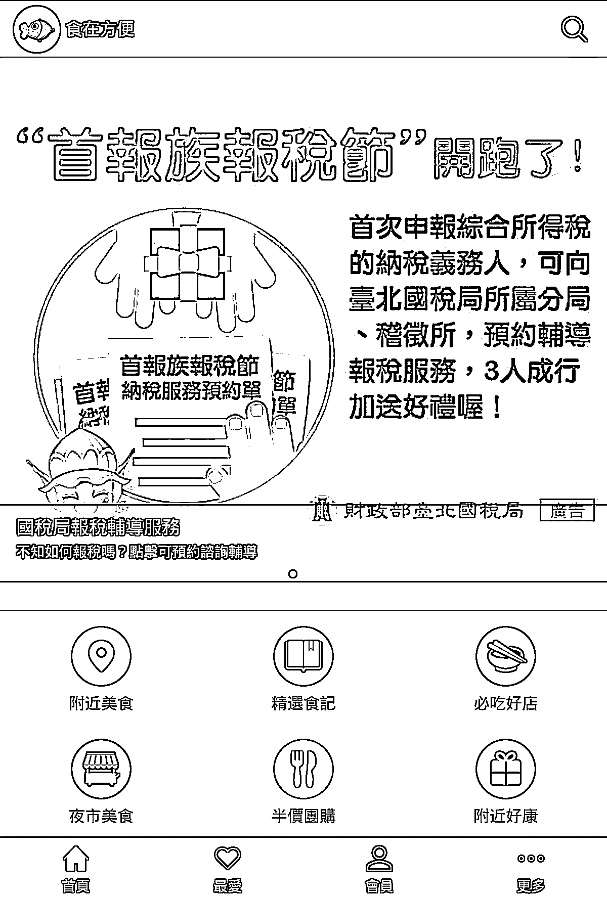 食在方便
“首報族報稅節”開跑了!
首次申報綜合所得稅
的納稅義務人，可向
臺北國稅局所屬分局
、稽徵所，預約輔導
報稅服務，3人成行
加送好禮喔！
首報族報稅節
納稅服務預約單
首報
納稅
節
單
財政部臺北國稅局
廣告
國稅局報稅輔導服務
不知如何報稅嗎？點擊可預約諮詢輔導
附近美食
精選食記
必吃好店
夜市美食
半價團購
附近好康
首頁
最愛
會員
更多